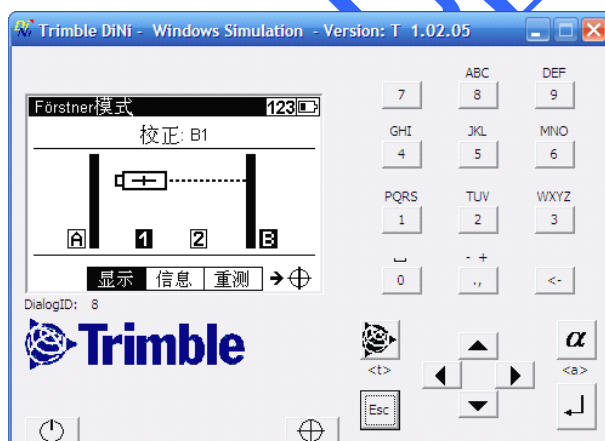 Trimble DiNi - Windows Simulation - Version: T 1.02.05
Förstner模式 123
校正: B1
A 1 2 B
显示 信息 重测
DialogID: 8
Trimble
ABC DEF
7 8 9
GHI JKL MNO
4 5 6
PQRS TUV WXYZ
1 2 3
- +
0 ., <-
<t> α
<a>
Esc